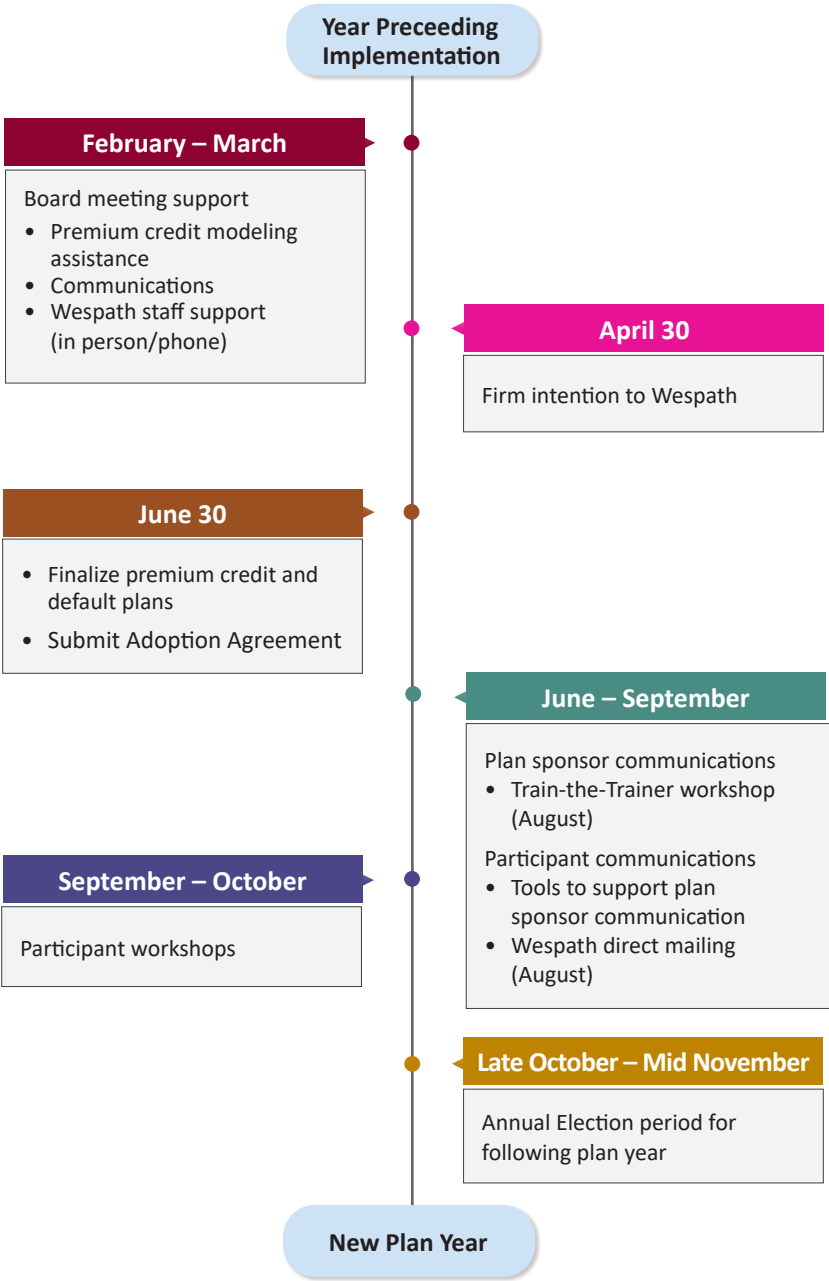 Year Preceeding
Implementation
February – March
Board meeting support
• Premium credit modeling
assistance
• Communications
• Wespath staff support
(in person/phone)
April 30
Firm intention to Wespath
June 30
• Finalize premium credit and
default plans
• Submit Adoption Agreement
June – September
Plan sponsor communications
• Train-the-Trainer workshop
(August)
Participant communications
• Tools to support plan
sponsor communication
• Wespath direct mailing
(August)
September – October
Participant workshops
Late October – Mid November
Annual Election period for
following plan year
New Plan Year